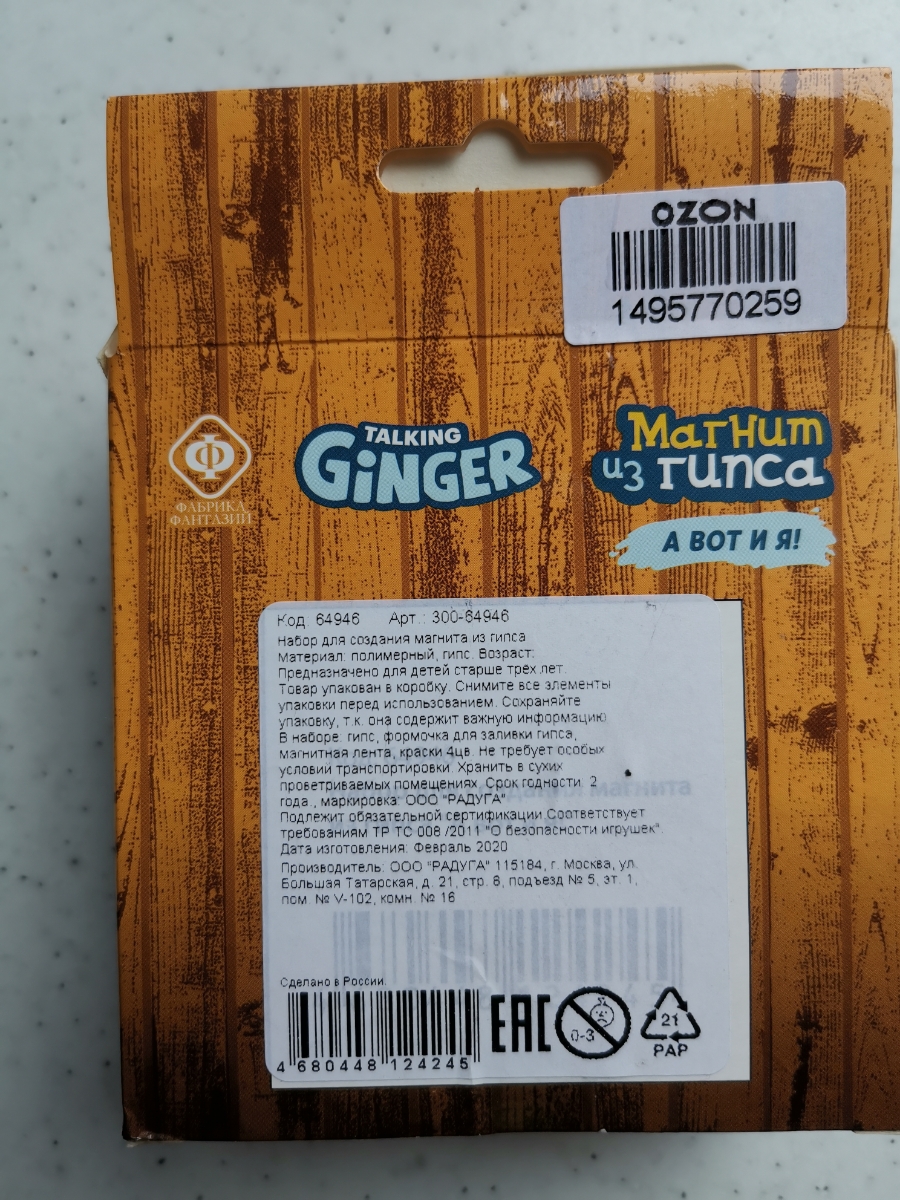 OZON
1495770259
ФАБРИКА
ФАНТАЗИЙ
TALKING
GiNGER
Магнит
из гипса
А ВОТ И Я!
Код: 64946 Арт.: 300-64946
Набор для создания магнита из гипса
Материал: полимерный, гипс. Возраст:
Предназначено для детей старше трех лет.
Товар упакован в коробку. Снимите все элементы
упаковки перед использованием. Сохраняйте
упаковку, т.к. она содержит важную информацию
В наборе: гипс, формочка для заливки гипса,
магнитная лента, краски 4цв. Не требует особых
условий транспортировки. Хранить в сухих
проветриваемых помещениях. Срок годности: 2
года., маркировка: ООО "РАДУГА"
Подлежит обязательной сертификации.Соответствует
требованиям ТР ТС 008 /2011 "О безопасности игрушек".
Дата изготовления: Февраль 2020
Производитель: ООО "РАДУГА" 115184, г. Москва, ул.
Большая Татарская, д. 21, стр. 8, подъезд № 5, эт. 1,
пом. № V-102, комн. № 16
Сделано в России.
4 680448 124245
EAC
0-3
21
PAP